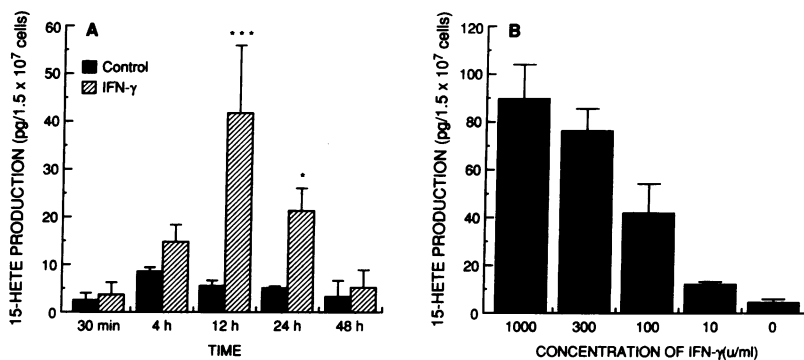 A
15-HETE PRODUCTION (pg/1.5 x 10⁷ cells)
60
50
40
30
20
10
5
0
Control
IFN-γ
***
*
30 min 4 h 12 h 24 h 48 h
TIME
B
15-HETE PRODUCTION (pg/1.5 x 10⁷ cells)
120
100
80
60
40
20
0
1000 300 100 10 0
CONCENTRATION OF IFN-γ(u/ml)